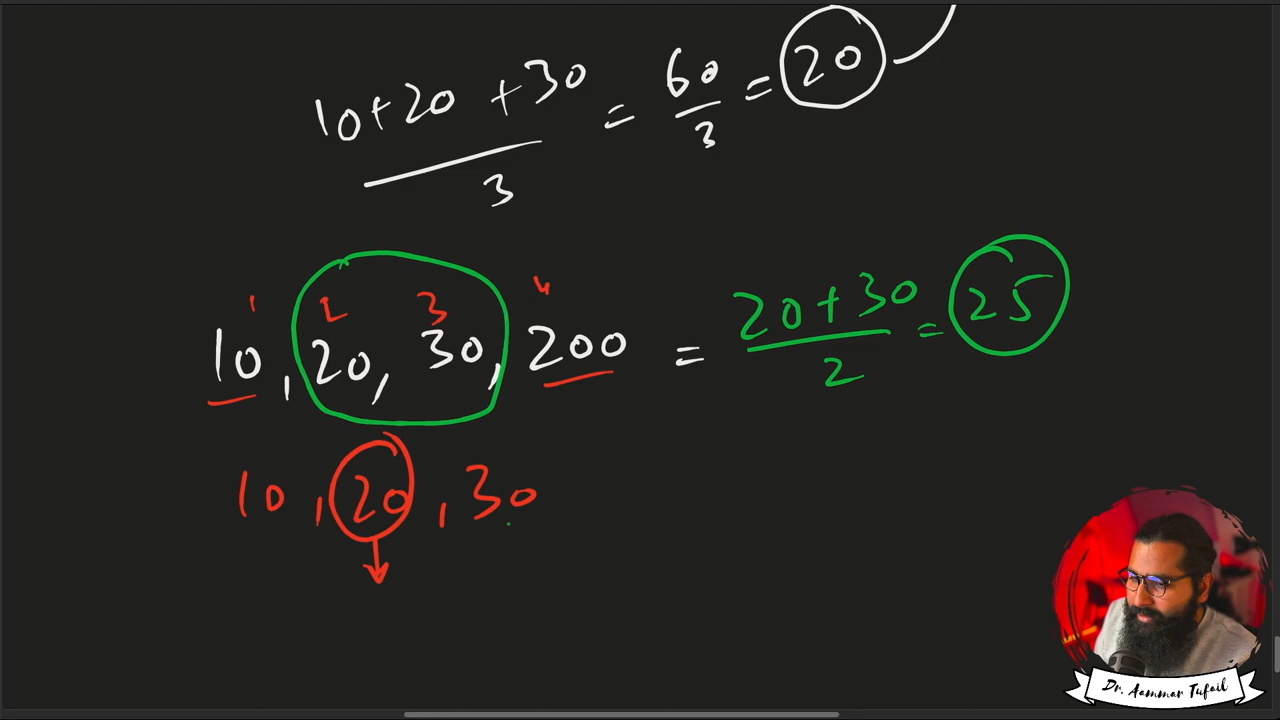 10+20+30 = 60 = 20
3 3
1 2 3 4
10, 20, 30, 200 = 20+30 = 25
2
10, 20, 30
Dr. Aammar Tufail